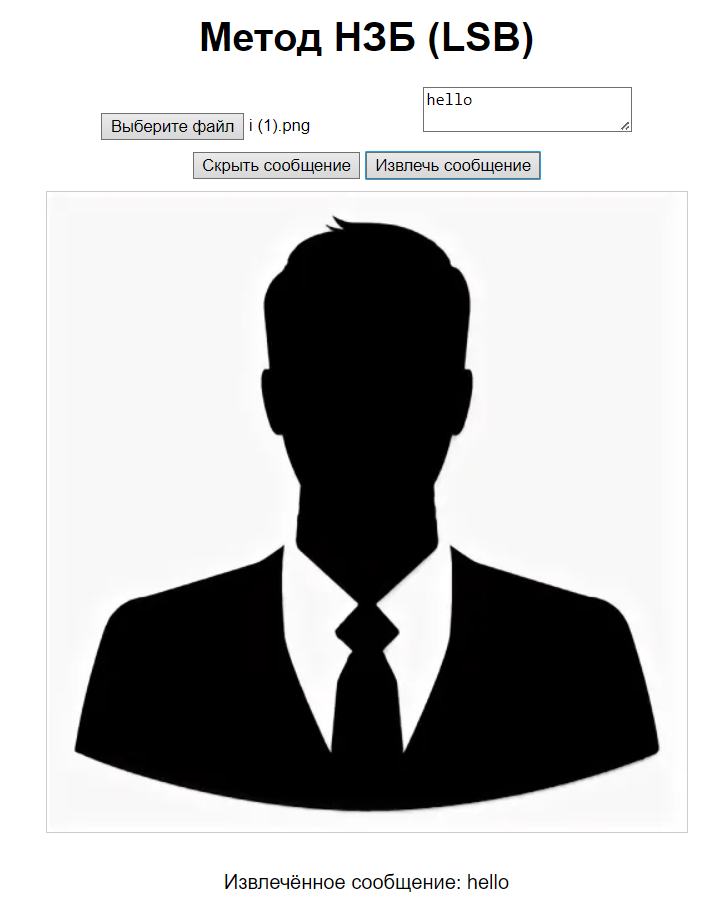 Метод НЗБ (LSB)
hello
Выберите файл i (1).png
Скрыть сообщение Извлечь сообщение
Извлечённое сообщение: hello